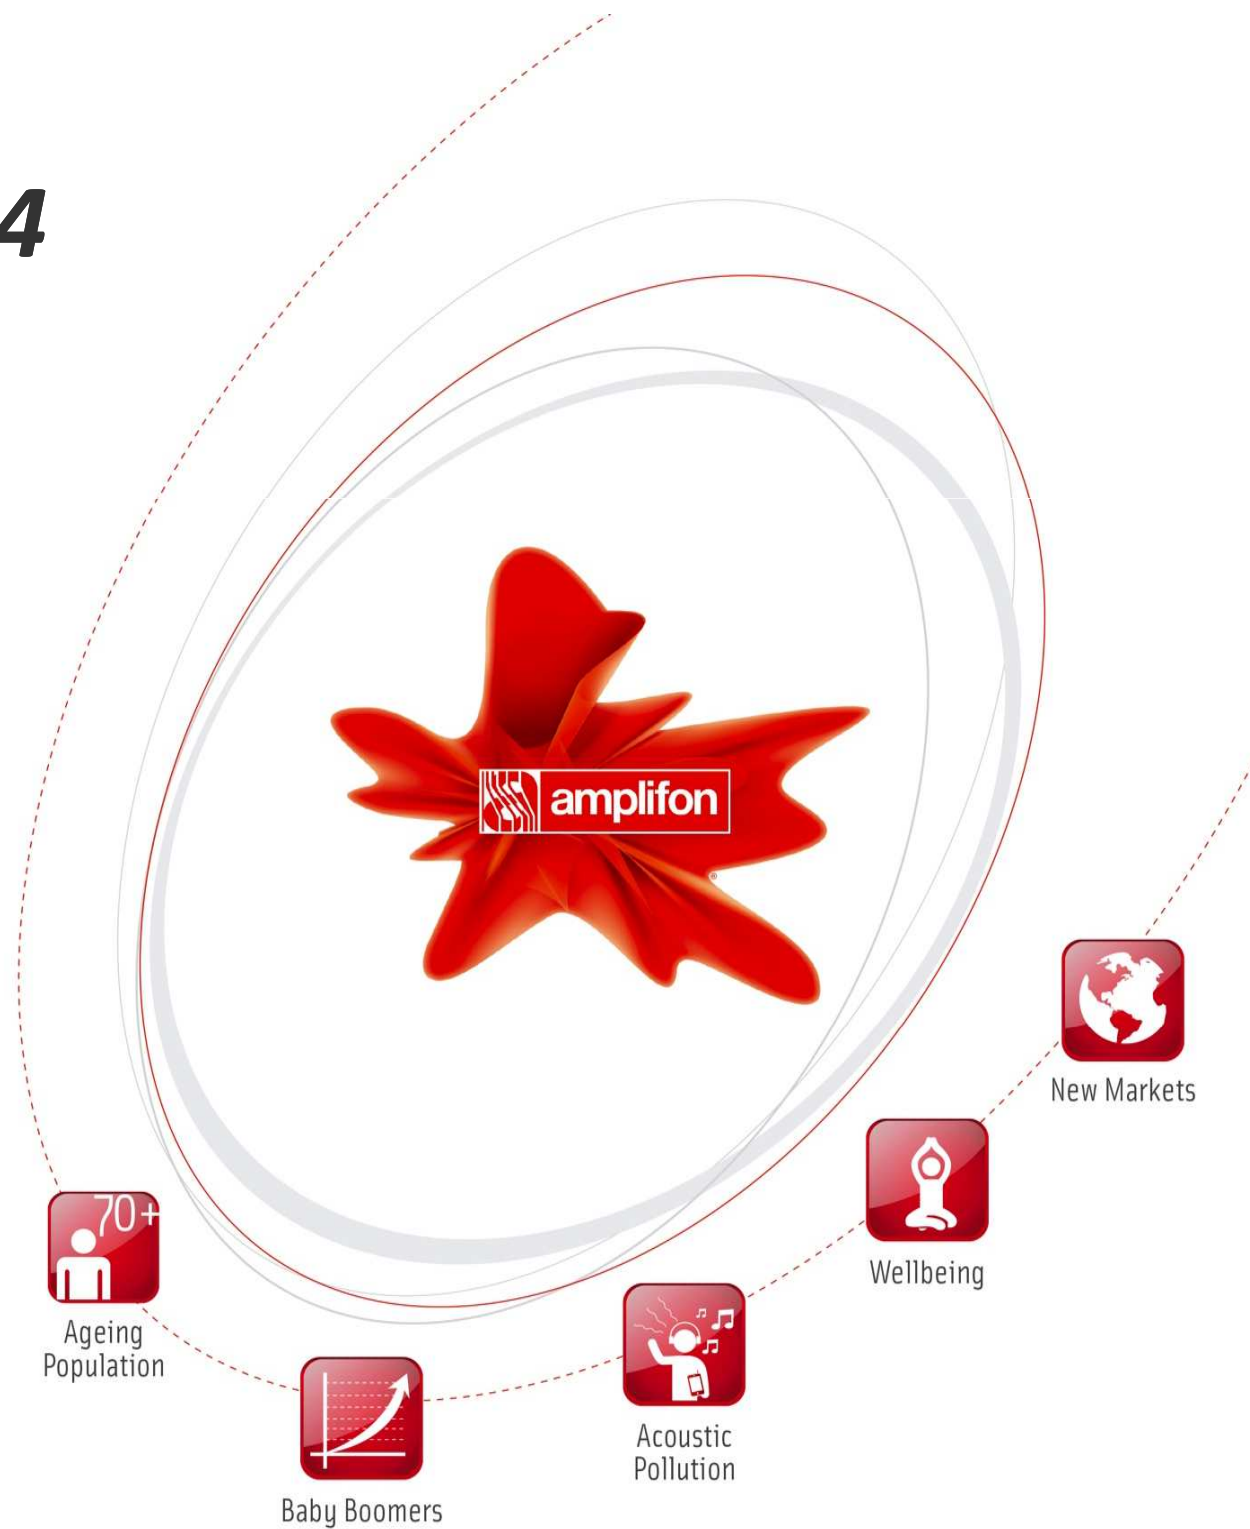 4
amplifon
®
New Markets
Wellbeing
70+
Ageing
Population
Acoustic
Pollution
Baby Boomers